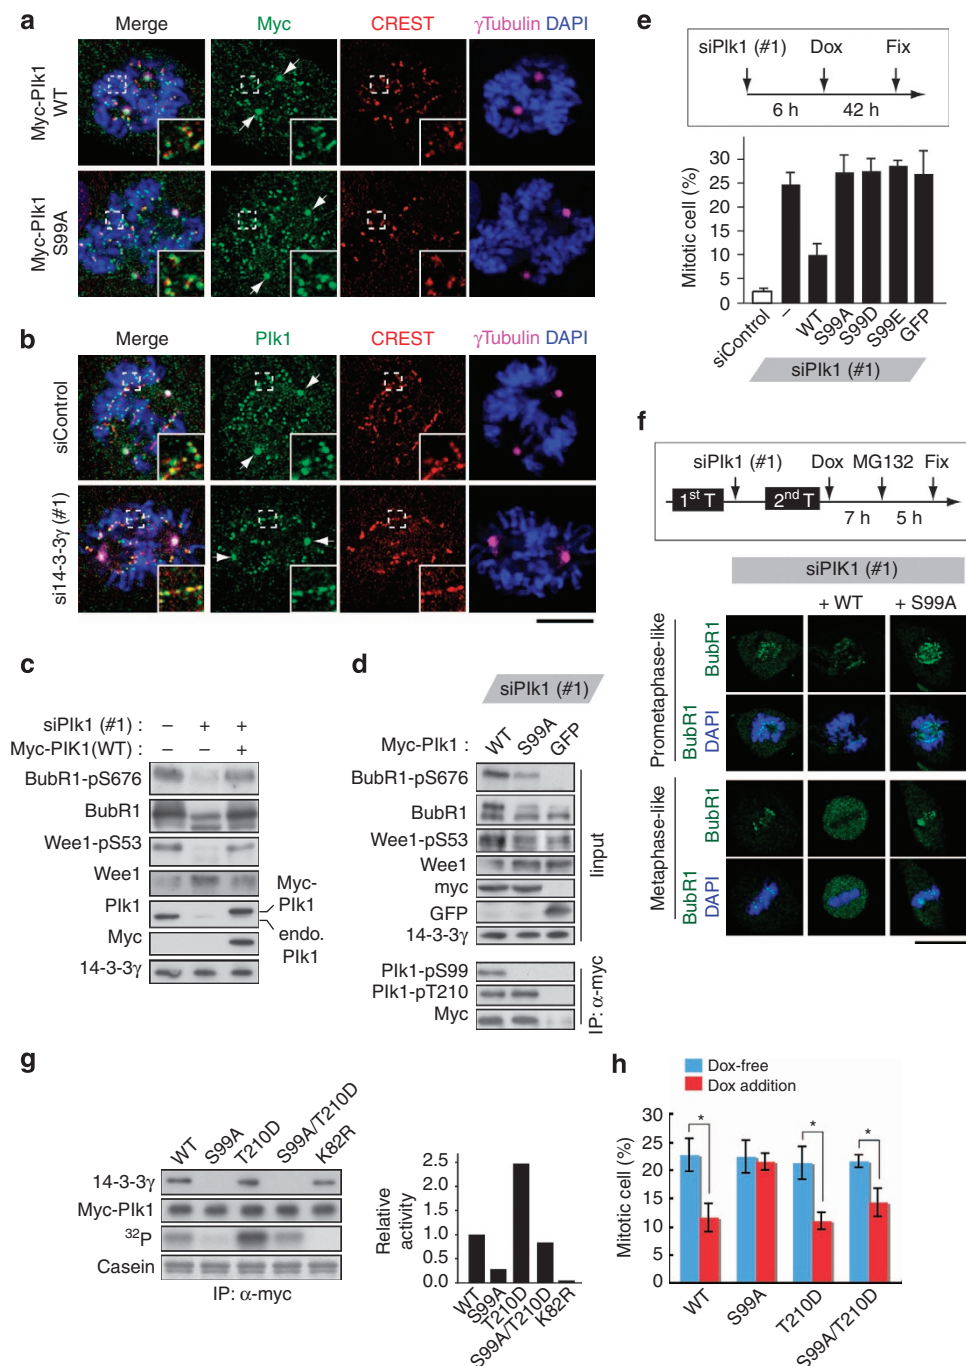 a
Merge Myc CREST γTubulin DAPI
Myc-Plk1
WT
Myc-Plk1
S99A
b
Merge Plk1 CREST γTubulin DAPI
siControl
si14-3-3γ (#1)
c
siPlk1 (#1) : – + +
Myc-PlK1(WT) : – – +
BubR1-pS676
BubR1
Wee1-pS53
Wee1
Plk1
Myc
14-3-3γ
Myc-
Plk1
endo.
Plk1
d
siPlk1 (#1)
Myc-Plk1 : WT S99A GFP
BubR1-pS676
BubR1
Wee1-pS53
Wee1
myc
GFP
14-3-3γ
Iinput
Plk1-pS99
Plk1-pT210
Myc
IP: α-myc
e
siPlk1 (#1) Dox Fix
6 h 42 h
Mitotic cell (%)
30
25
20
15
10
5
0
siControl – WT S99A S99D S99E GFP
siPlk1 (#1)
f
siPlk1 (#1) Dox MG132 Fix
1st T 2nd T
7 h 5 h
siPIK1 (#1)
+ WT + S99A
Prometaphase-like
BubR1
BubR1
DAPI
Metaphase-like
BubR1
BubR1
DAPI
g
WT S99A T210D S99A/T210D K82R
14-3-3γ
Myc-Plk1
32P
Casein
IP: α-myc
Relative
activity
2.5
2.0
1.5
1.0
0.5
0.0
WT S99A T210D S99A/T210D K82R
h
Dox-free
Dox addition
Mitotic cell (%)
30
25
20
15
10
5
0
* * *
WT S99A T210D S99A/T210D